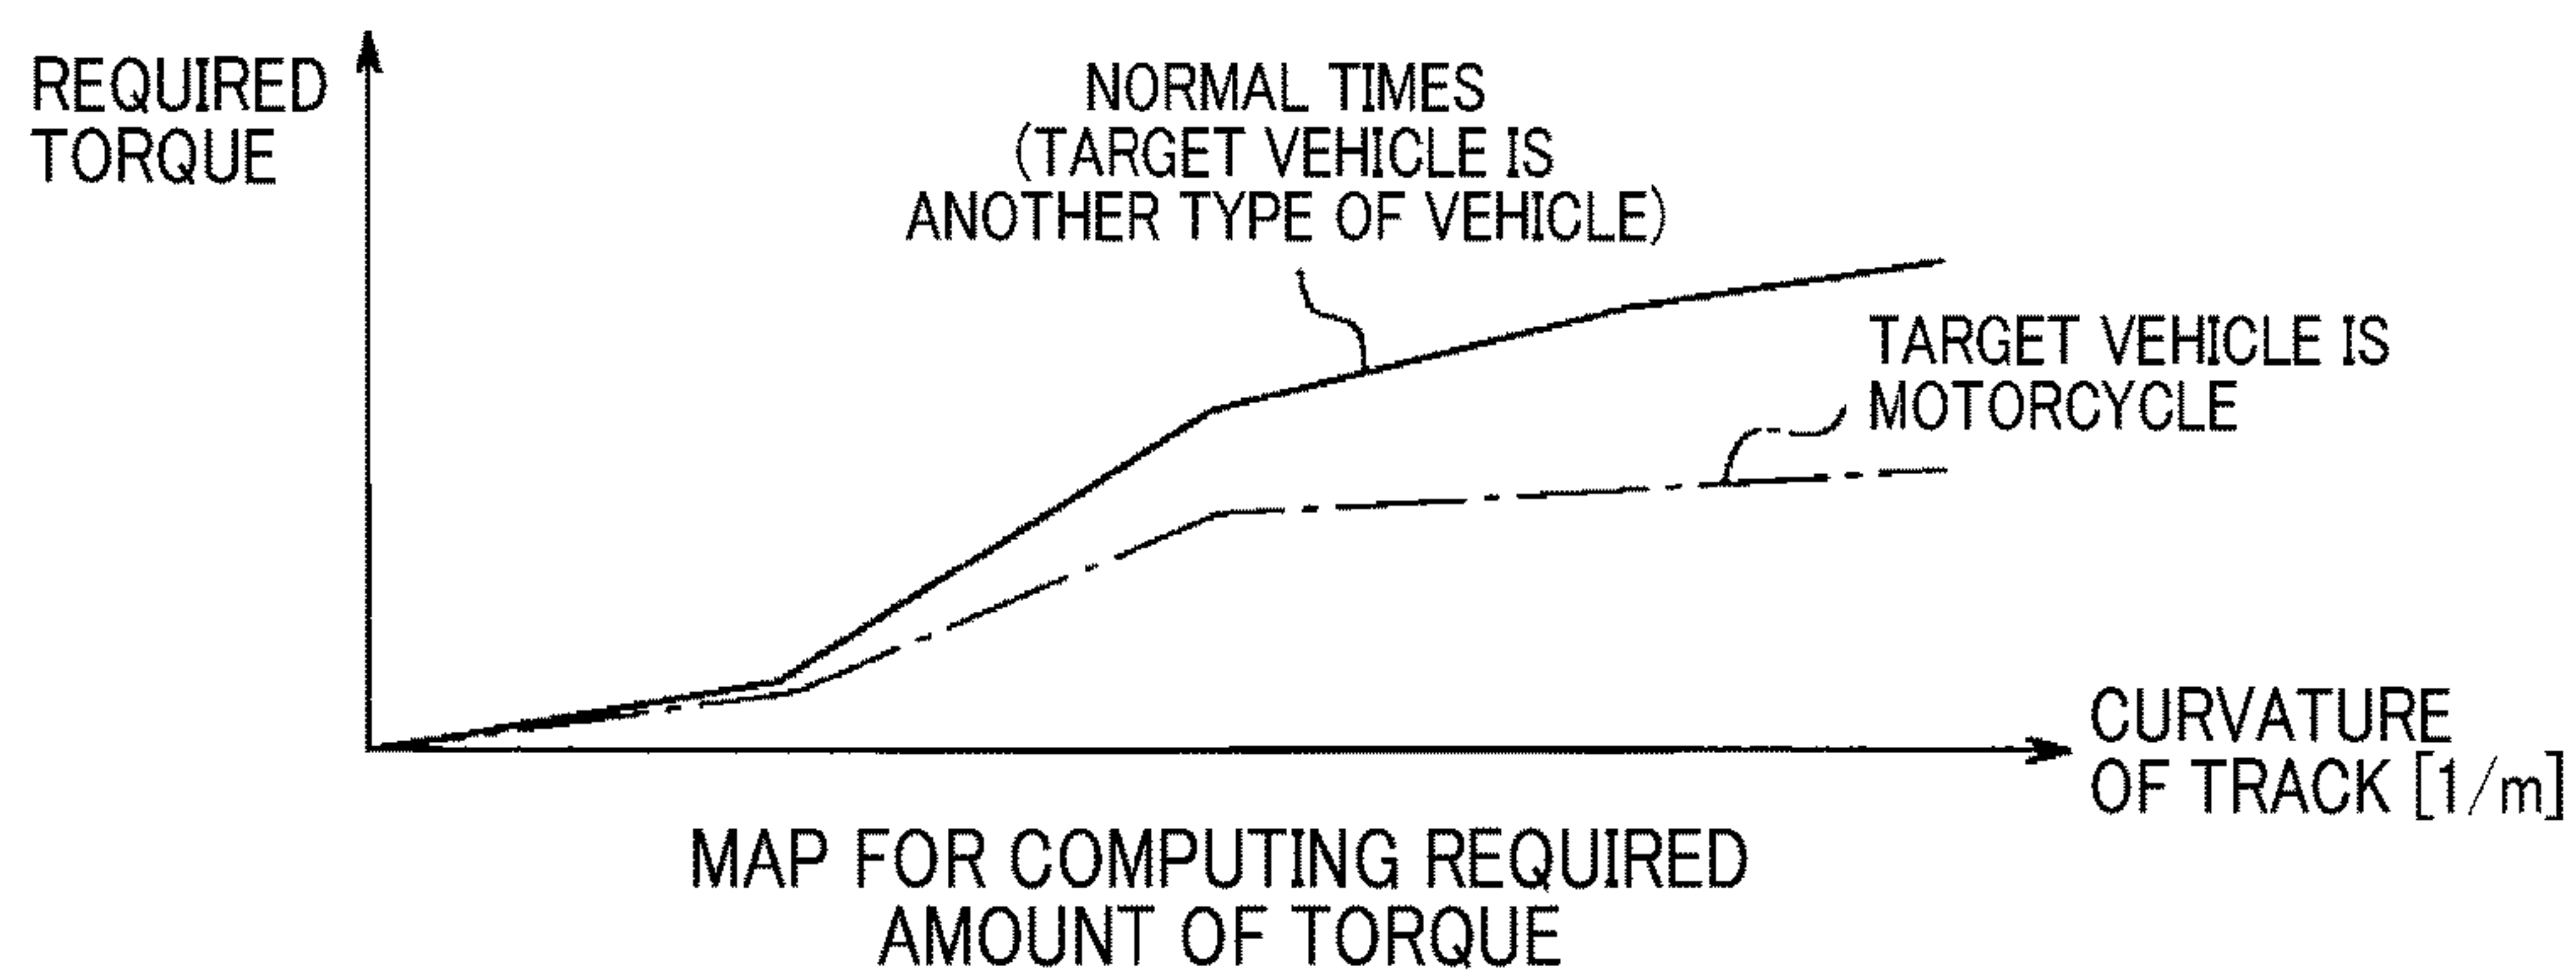 REQUIRED
TORQUE
NORMAL TIMES
(TARGET VEHICLE IS
ANOTHER TYPE OF VEHICLE)
TARGET VEHICLE IS
MOTORCYCLE
CURVATURE
OF TRACK [1/m]
MAP FOR COMPUTING REQUIRED
AMOUNT OF TORQUE